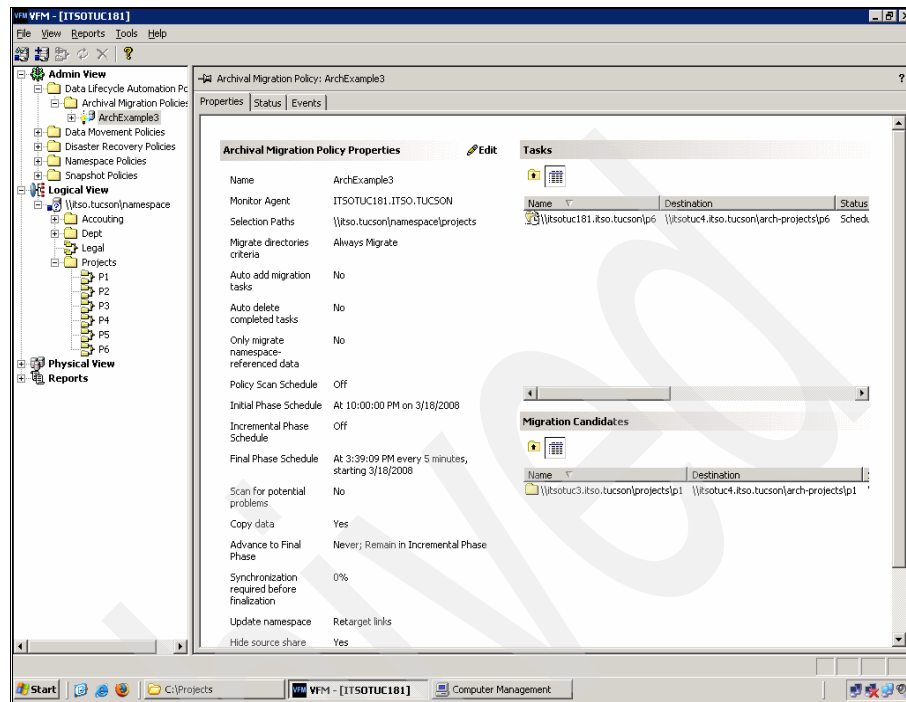 VFM VFM - [ITSOTUC181]
File View Reports Tools Help
Admin View
Data Lifecycle Automation Pc
Archival Migration Policies
ArchExample3
Data Movement Policies
Disaster Recovery Policies
Namespace Policies
Snapshot Policies
Logical View
\\itso.tucson\namespace
Accouting
Dept
Legal
Projects
P1
P2
P3
P4
P5
P6
Physical View
Reports
Archival Migration Policy: ArchExample3
Properties Status Events
Archival Migration Policy Properties Edit
Name ArchExample3
Monitor Agent ITSOTUC181.ITSO.TUCSON
Selection Paths \\itso.tucson\namespace\projects
Migrate directories criteria Always Migrate
Auto add migration tasks No
Auto delete completed tasks No
Only migrate namespace-referenced data No
Policy Scan Schedule Off
Initial Phase Schedule At 10:00:00 PM on 3/18/2008
Incremental Phase Schedule Off
Final Phase Schedule At 3:39:09 PM every 5 minutes, starting 3/18/2008
Scan for potential problems No
Copy data Yes
Advance to Final Phase Never; Remain in Incremental Phase
Synchronization required before finalization 0%
Update namespace Retarget links
Hide source share Yes
Tasks
Name Destination Status
\\itsotuc181.itso.tucson\p6 \\itsotuc4.itso.tucson\arch-projects\p6 Schedu
Migration Candidates
Name Destination
\\itsotuc3.itso.tucson\projects\p1 \\itsotuc4.itso.tucson\arch-projects\p1
Start C:\Projects VFM VFM - [ITSOTUC181] Computer Management